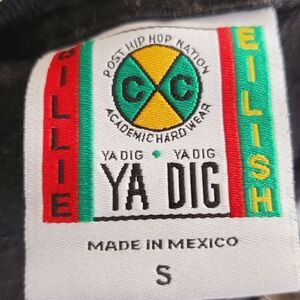 BILLIE
POST HIP HOP NATION
C C
ACADEMIC HARD WEAR
YA DIG • YA DIG
YA DIG
EILISH
MADE IN MEXICO
S